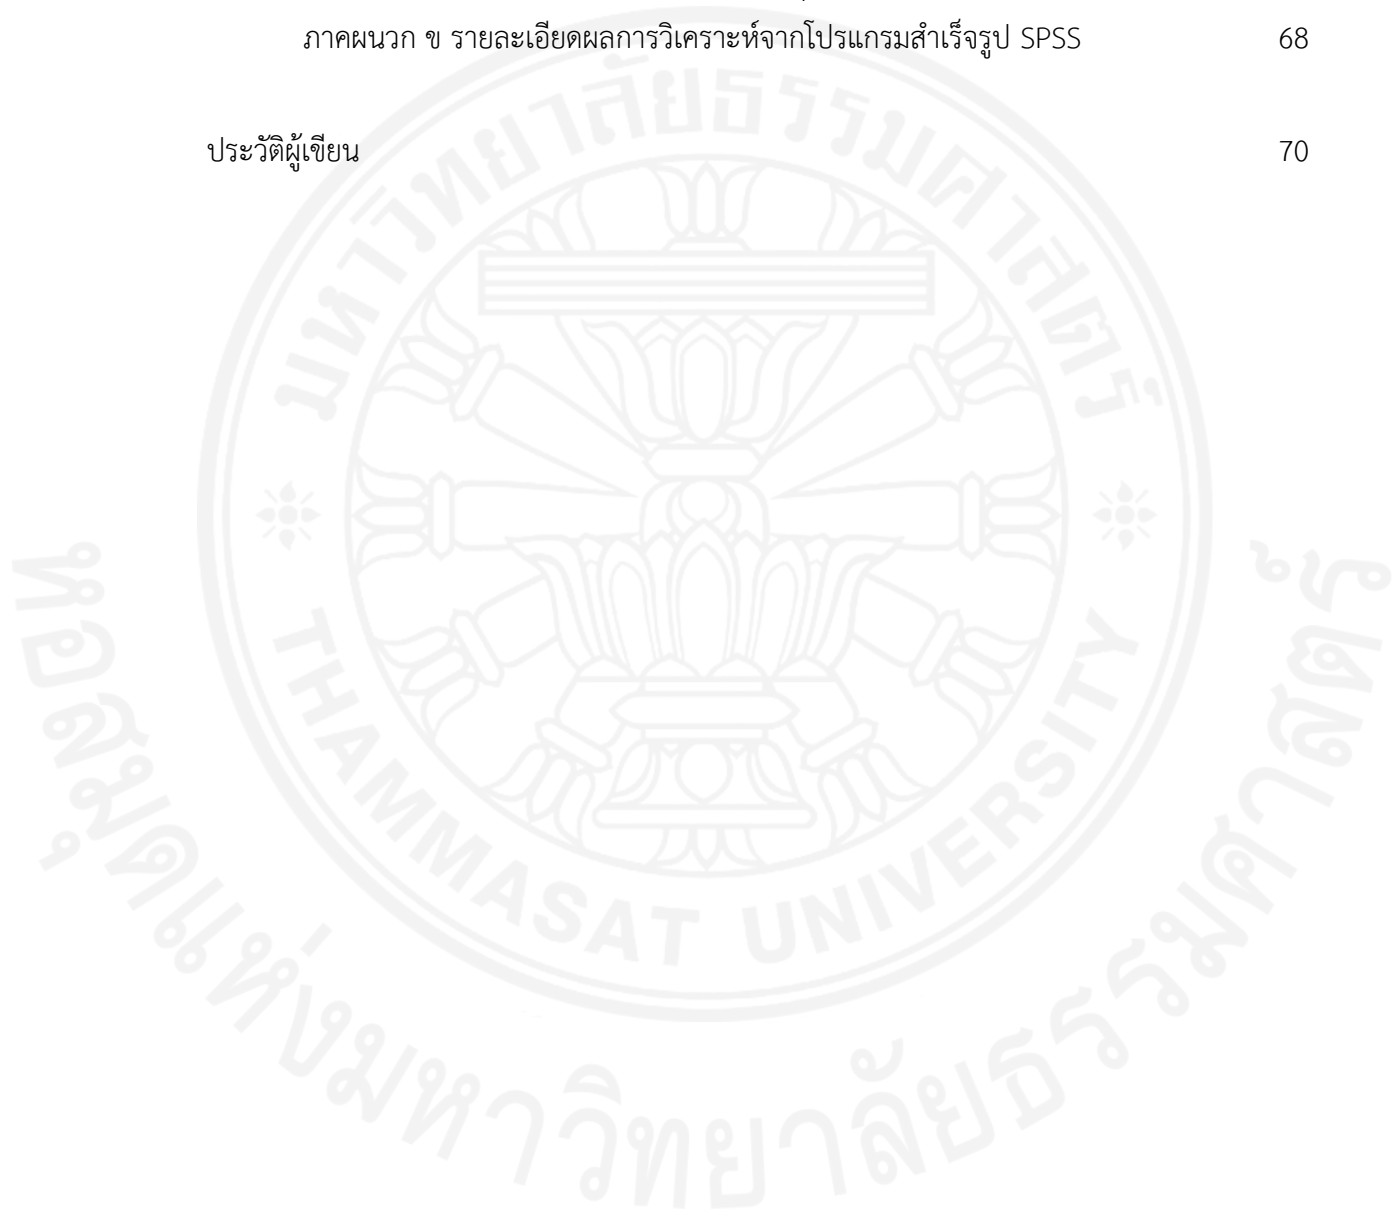 ภาคผนวก ข รายละเอียดผลการวิเคราะห์จากโปรแกรมสำเร็จรูป SPSS 68
ประวัติผู้เขียน 70
มหาวิทยาลัยธรรมศาสตร์
THAMMASAT UNIVERSITY
หอสมุดแห่งมหาวิทยาลัยธรรมศาสตร์